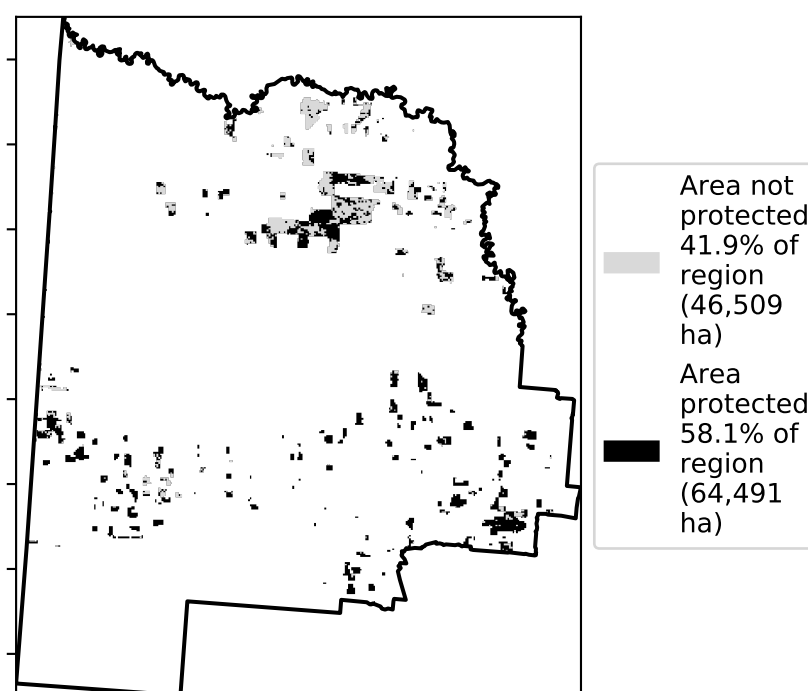 Area not
protected
41.9% of
region
(46,509
ha)
Area
protected
58.1% of
region
(64,491
ha)